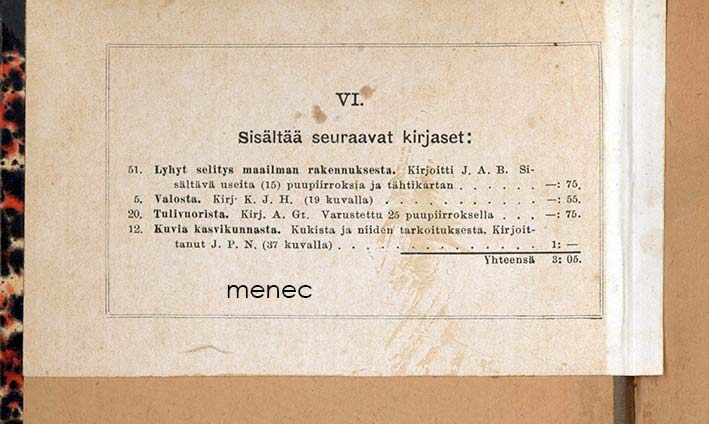 VI.
Sisältää seuraavat kirjaset:
51. Lyhyt selitys maailman rakennuksesta. Kirjoitti J. A. B. Si-
sältävä useita (15) puupiirroksia ja tähtikartan . . . . . . —: 75.
5. Valosta. Kirj. K. J. H. (19 kuvalla) . . . . . . . . . . . —: 55.
20. Tulivuorista. Kirj. A. Gt. Varustettu 25 puupiirroksella . . . —: 75.
12. Kuvia kasvikunnasta. Kukista ja niiden tarkoituksesta. Kirjoit-
tanut J. P. N. (37 kuvalla) . . . . . . . . . . . . . . 1: —
Yhteensä 3: 05.
menec